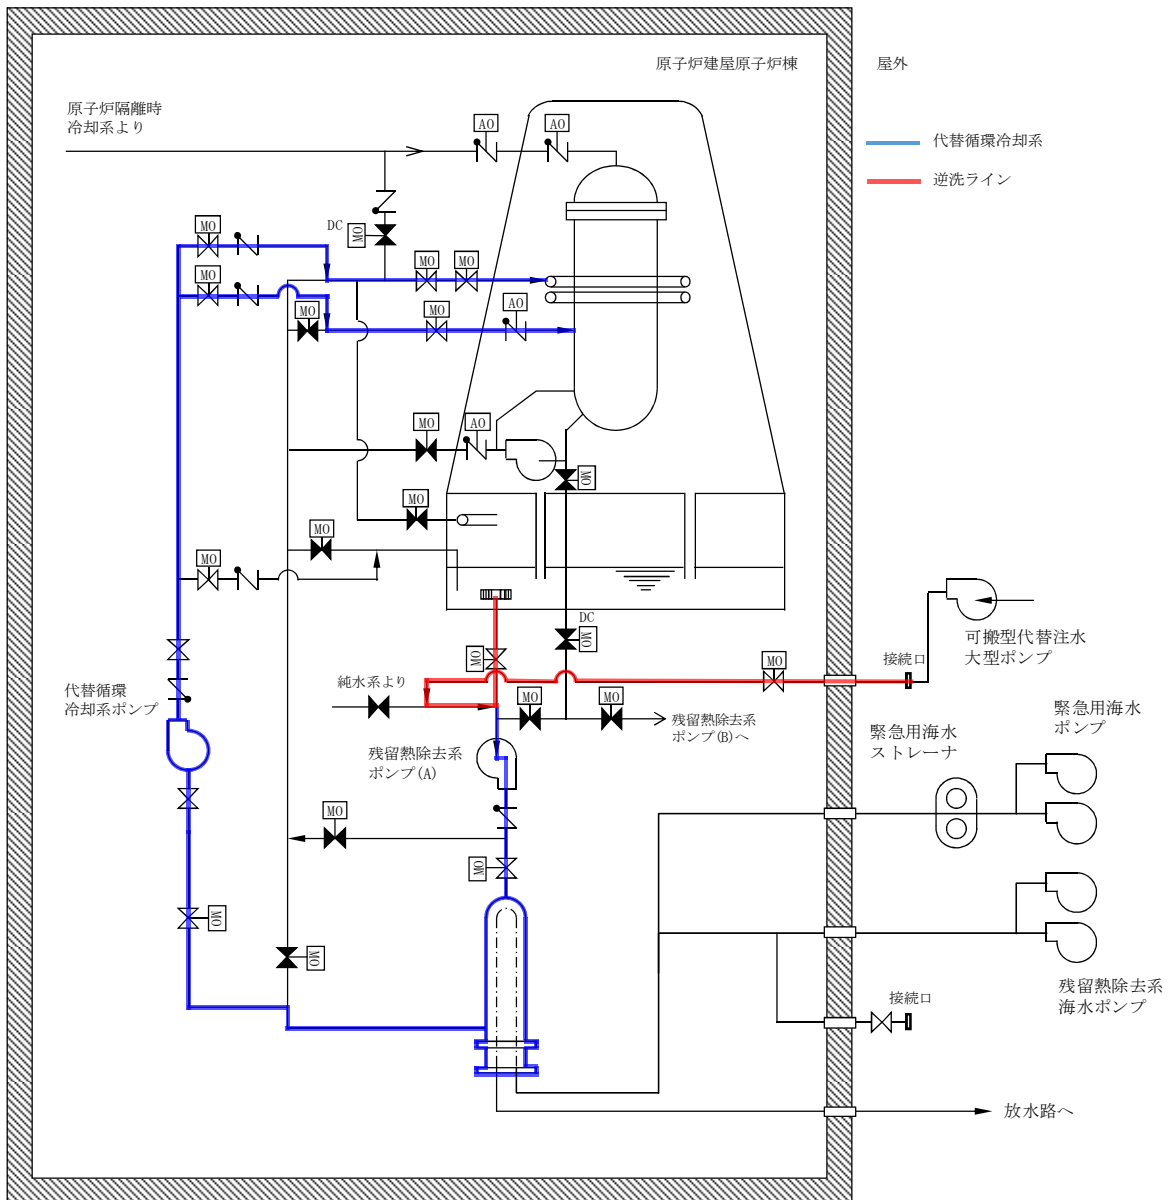 原子炉建屋原子炉棟
屋外
原子炉隔離時
冷却系より
AO
AO
代替循環冷却系
逆洗ライン
DC
MO
MO
MO
MO
MO
MO
MO
MO
AO
MO
AO
MO
MO
MO
MO
DC
MO
MO
純水系より
MO
MO
MO
接続口
可搬型代替注水
大型ポンプ
代替循環
冷却系ポンプ
残留熱除去系
ポンプ(B)へ
残留熱除去系
ポンプ(A)
緊急用海水
ストレーナ
緊急用海水
ポンプ
MO
MO
MO
MO
残留熱除去系
海水ポンプ
接続口
放水路へ